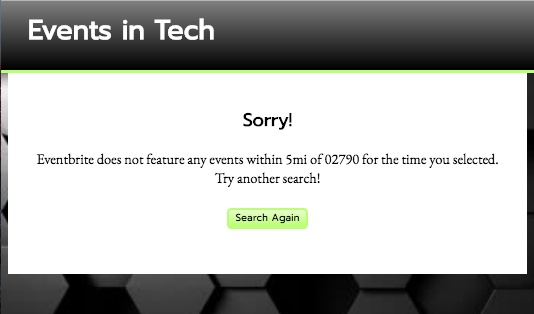 Events in Tech
Sorry!
Eventbrite does not feature any events within 5mi of 02790 for the time you selected.
Try another search!
Search Again